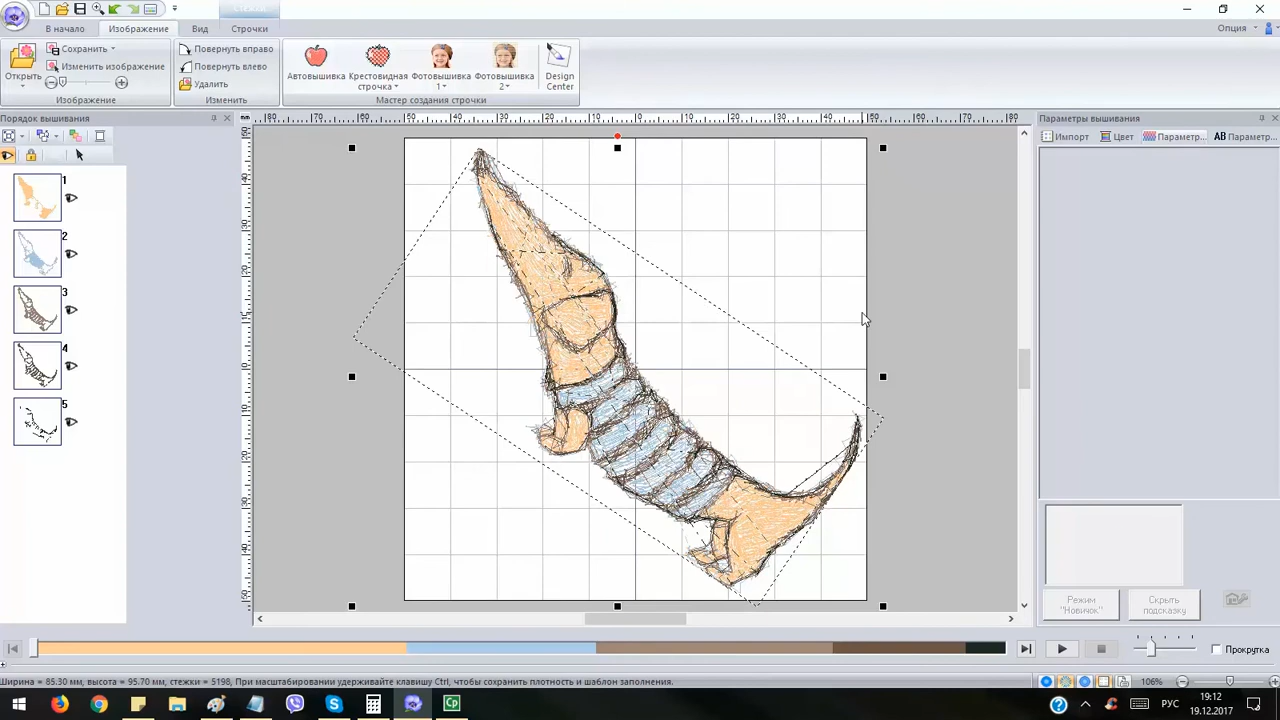 Стежки
В начало
Изображение
Вид
Строчки
Опция
Открыть
Сохранить
Изменить изображение
Изображение
Повернуть вправо
Повернуть влево
Удалить
Изменить
Автовышивка
Крестовидная строчка
Фотовышивка 1
Фотовышивка 2
Design Center
Мастер создания строчки
Порядок вышивания
Параметры вышивания
Импорт
Цвет
Параметр...
AB Параметр...
1
2
3
4
5
Режим "Новичок"
Скрыть подсказку
Прокрутка
Ширина = 85.30 мм, высота = 95.70 мм, стежки = 5198, При масштабировании удерживайте клавишу Ctrl, чтобы сохранить плотность и шаблон заполнения.
106%
РУС
19:12
19.12.2017